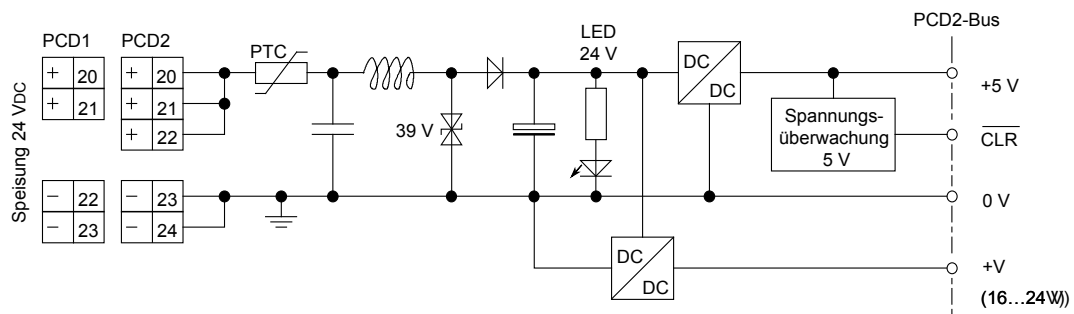 PCD2-Bus
LED
24 V
PCD1
PCD2
PTC
Speisung 24 VDC
+ 20
+ 21
+ 20
+ 21
+ 22
DC
DC
+5 V
39 V
Spannungs-
überwachung
5 V
CLR
- 22
- 23
- 23
- 24
0 V
DC
DC
+V
(16…24V)